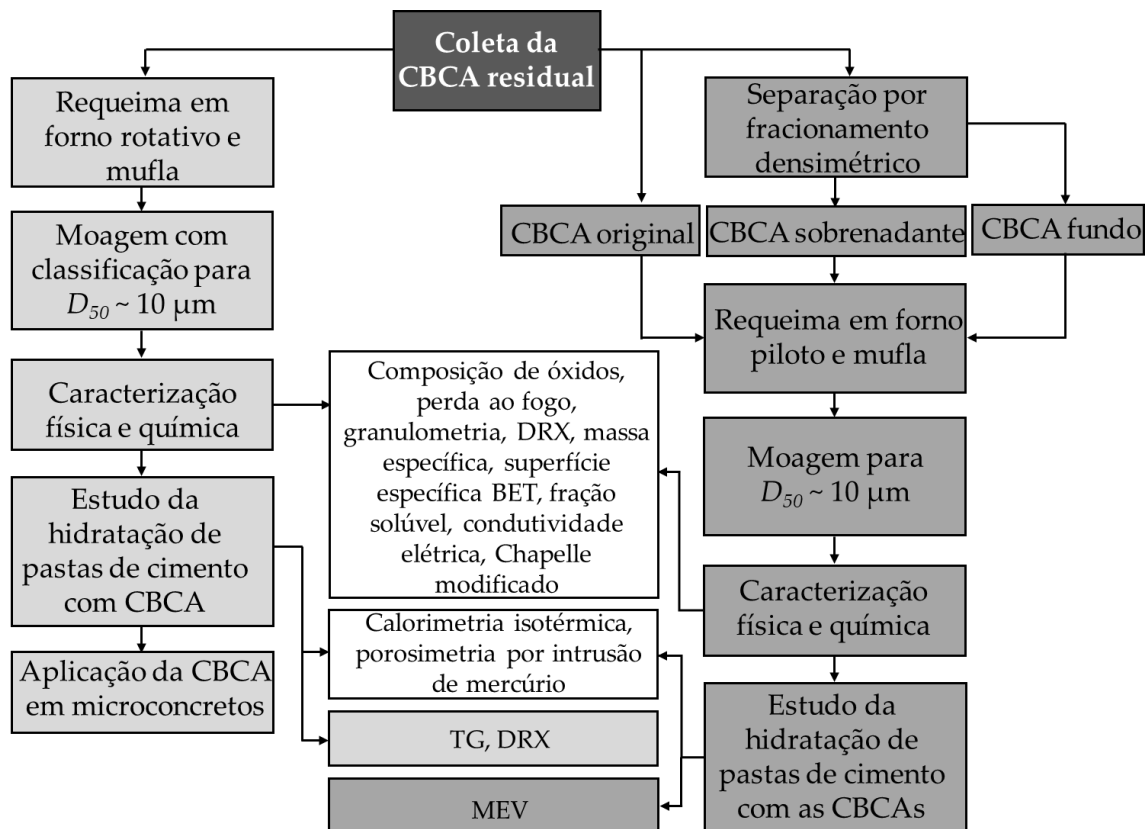 Coleta da
CBCA residual
Requeima em
forno rotativo e
mufla
Moagem com
classificação para
D50 ~ 10 μm
Caracterização
física e química
Estudo da
hidratação de
pastas de cimento
com CBCA
Aplicação da CBCA
em microconcretos
Composição de óxidos,
perda ao fogo,
granulometria, DRX, massa
específica, superfície
específica BET, fração
solúvel, condutividade
elétrica, Chapelle
modificado
Calorimetria isotérmica,
porosimetria por intrusão
de mercúrio
TG, DRX
MEV
Separação por
fracionamento
densimétrico
CBCA original
CBCA sobrenadante
CBCA fundo
Requeima em forno
piloto e mufla
Moagem para
D50 ~ 10 μm
Caracterização
física e química
Estudo da
hidratação de
pastas de cimento
com as CBCAs